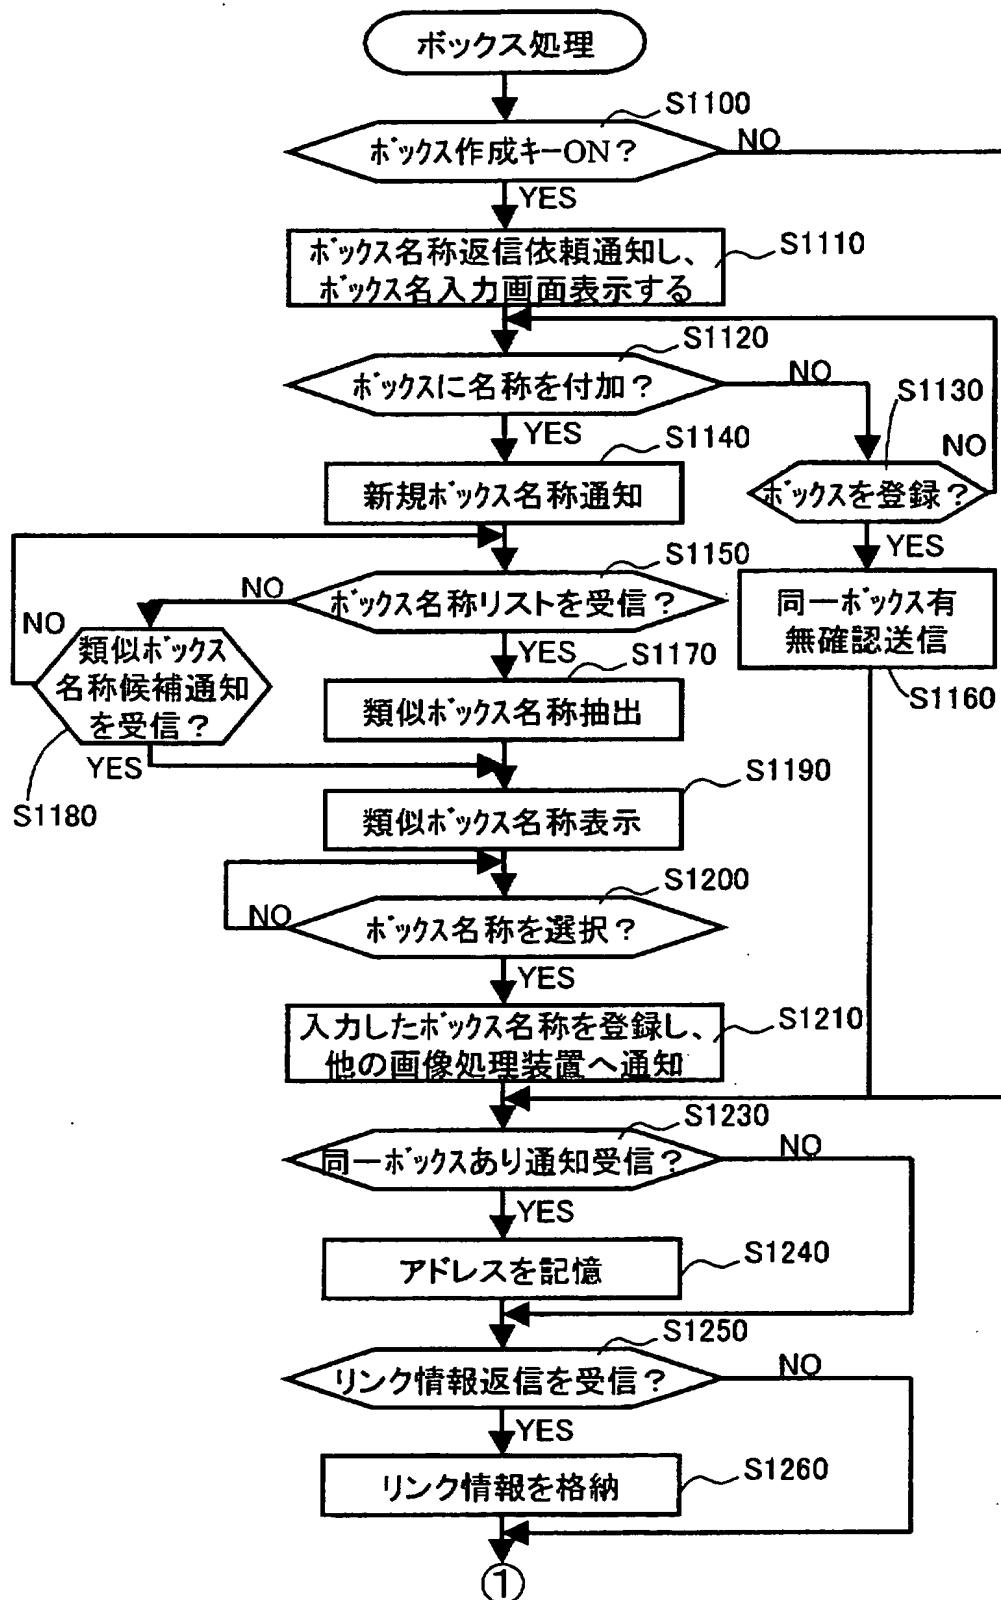 ボックス処理
S1100
ボックス作成キーON?
NO
YES
S1110
ボックス名称返信依頼通知し、
ボックス名入力画面表示する
S1120
ボックスに名称を付加?
NO
YES
S1130
ボックスを登録?
NO
YES
S1140
新規ボックス名称通知
S1150
ボックス名称リストを受信?
NO
YES
同一ボックス有
無確認送信
S1160
S1170
類似ボックス名称抽出
NO
類似ボックス
名称候補通知
を受信?
YES
S1180
S1190
類似ボックス名称表示
S1200
ボックス名称を選択?
NO
YES
S1210
入力したボックス名称を登録し、
他の画像処理装置へ通知
S1230
同一ボックスあり通知受信?
NO
YES
S1240
アドレスを記憶
S1250
リンク情報返信を受信?
NO
YES
S1260
リンク情報を格納
①